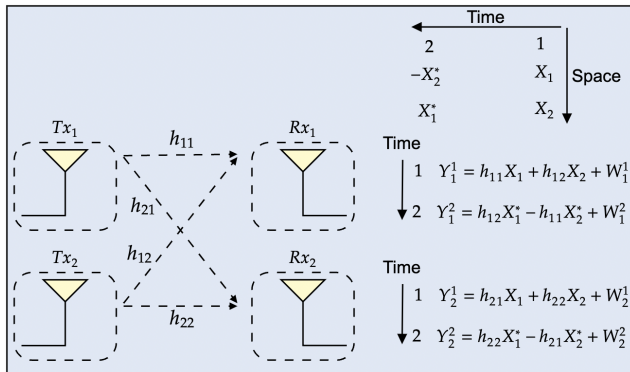 Time
2 1
−X₂* X₁ Space
X₁* X₂
Tx₁ Rx₁ Time
h₁₁
1 Y₁¹ = h₁₁X₁ + h₁₂X₂ + W₁¹
h₂₁
2 Y₁² = h₁₂X₁* − h₁₁X₂* + W₁²
h₁₂
Tx₂ Rx₂ Time
1 Y₂¹ = h₂₁X₁ + h₂₂X₂ + W₂¹
h₂₂
2 Y₂² = h₂₂X₁* − h₂₁X₂* + W₂²